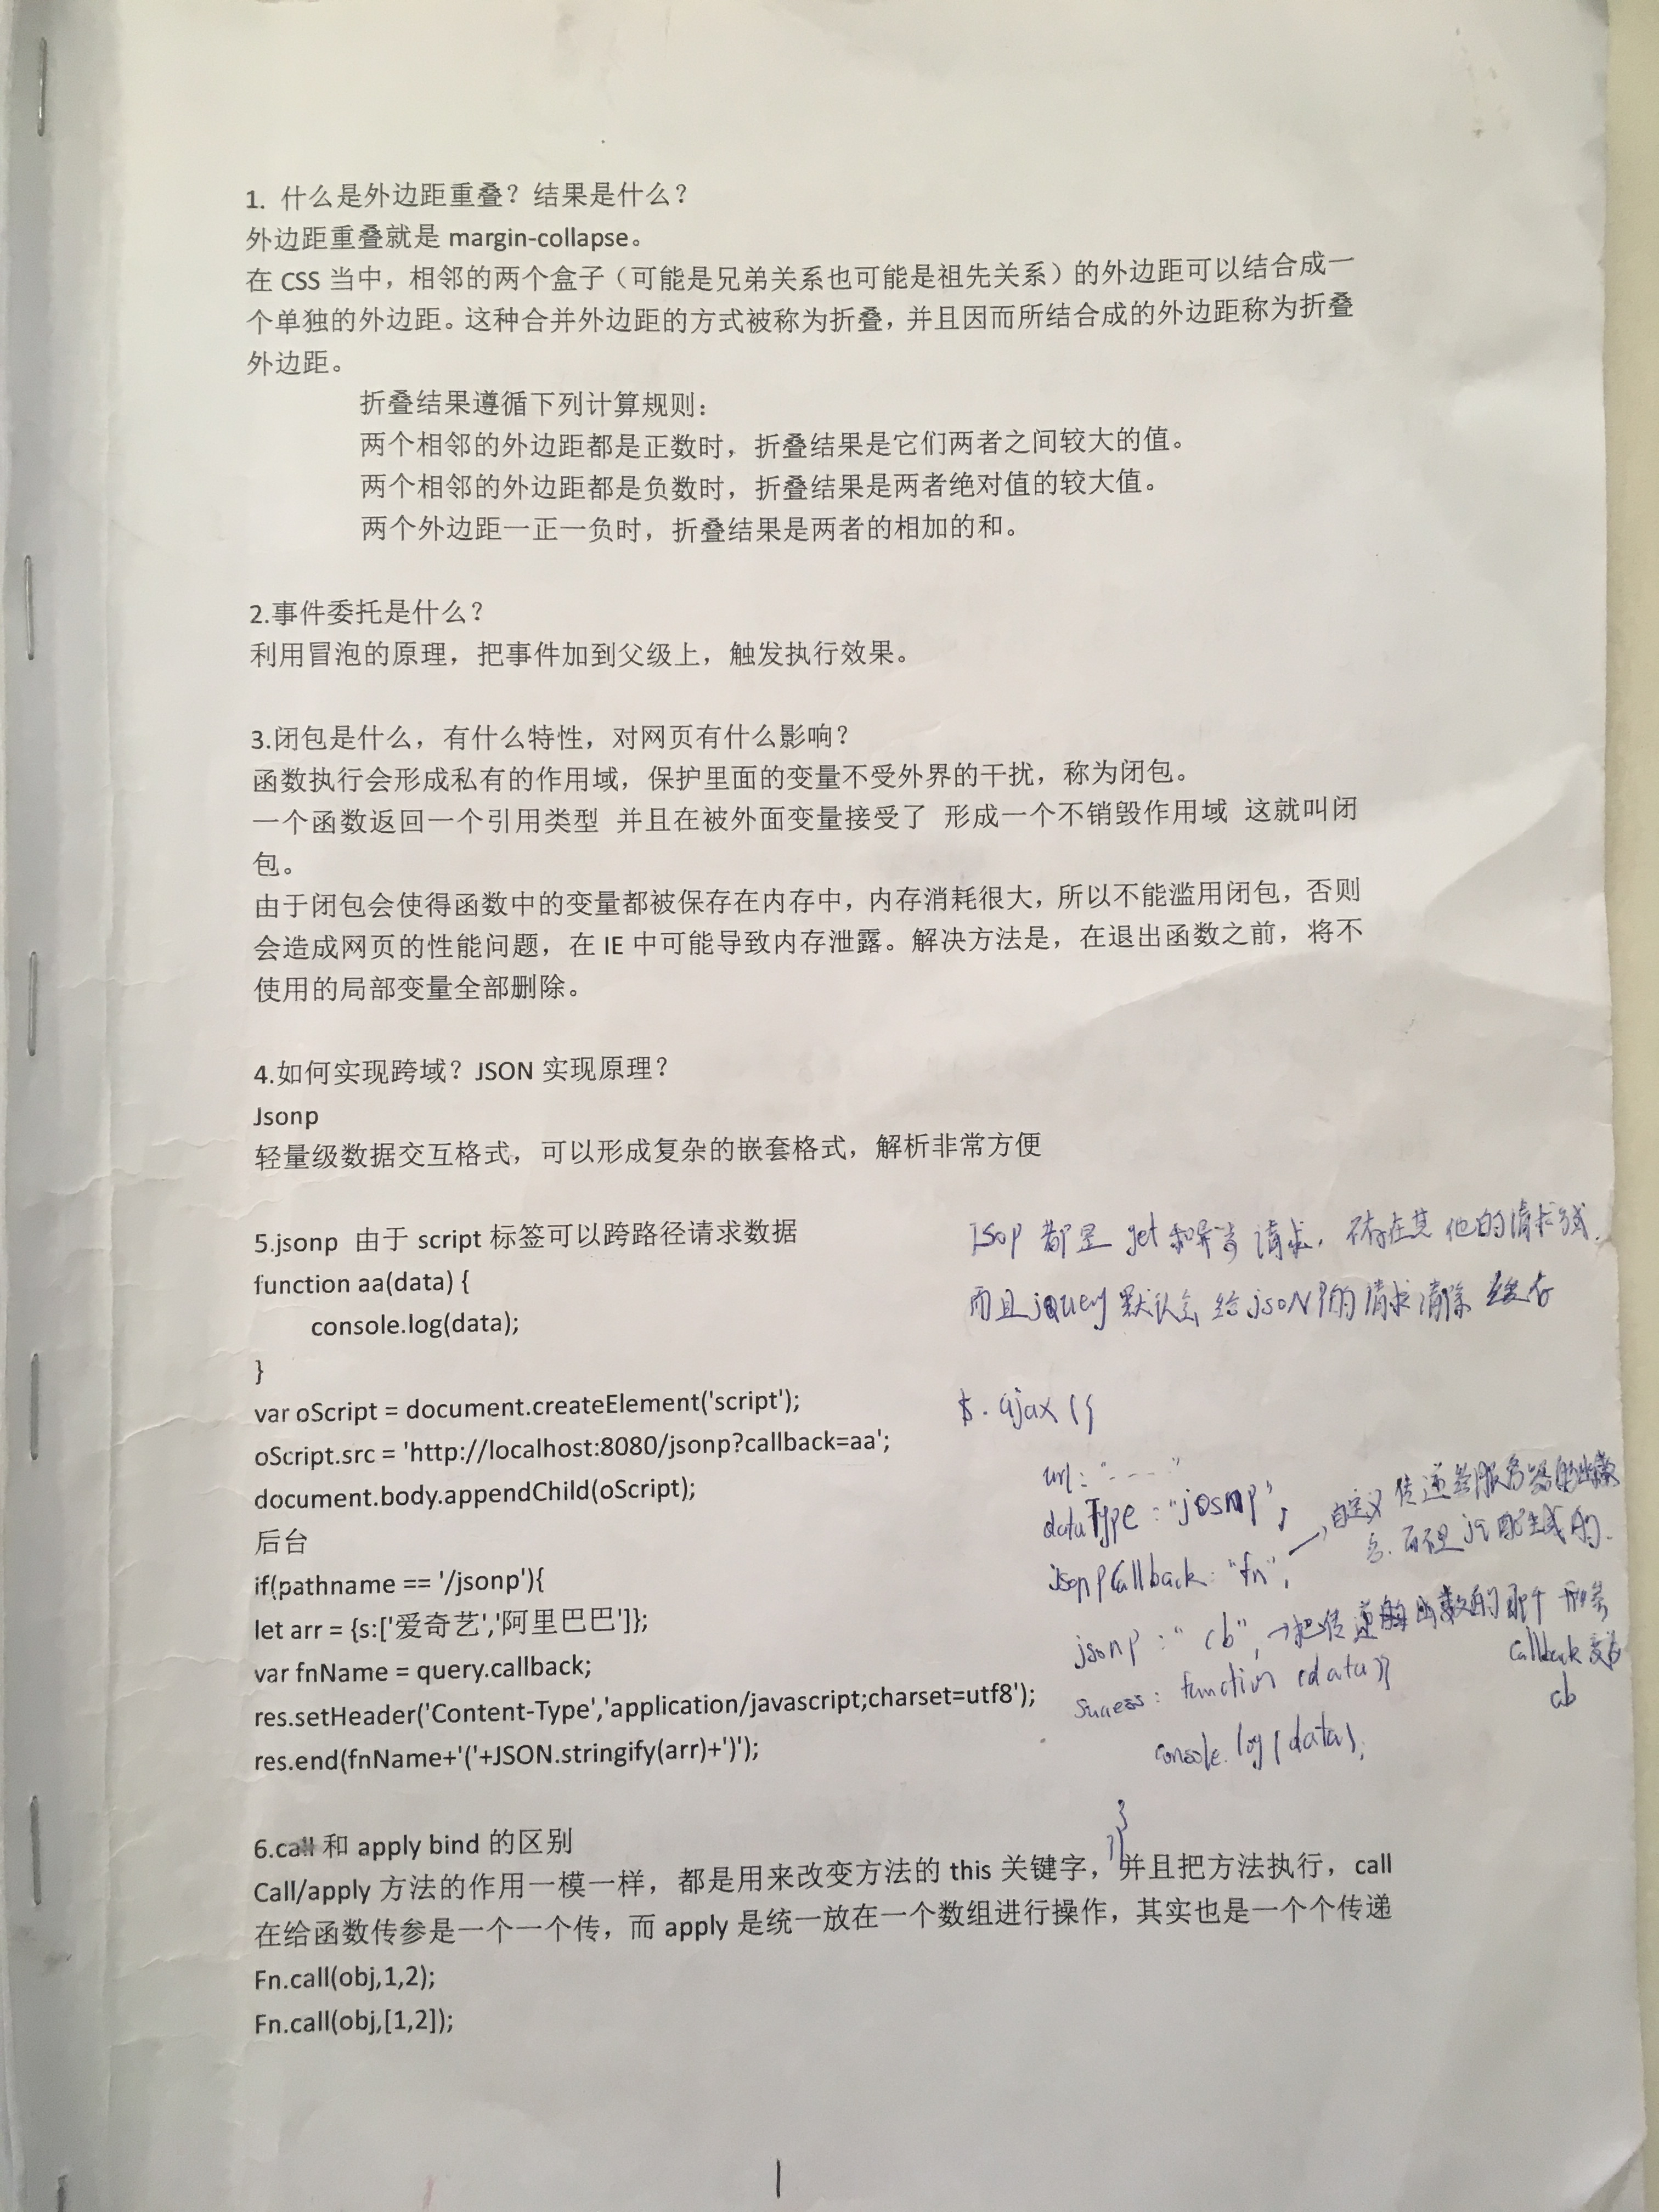 1. 什么是外边距重叠？结果是什么？
外边距重叠就是 margin-collapse。
在 CSS 当中，相邻的两个盒子（可能是兄弟关系也可能是祖先关系）的外边距可以结合成一
个单独的外边距。这种合并外边距的方式被称为折叠，并且因而所结合成的外边距称为折叠
外边距。
折叠结果遵循下列计算规则：
两个相邻的外边距都是正数时，折叠结果是它们两者之间较大的值。
两个相邻的外边距都是负数时，折叠结果是两者绝对值的较大值。
两个外边距一正一负时，折叠结果是两者的相加的和。
2.事件委托是什么？
利用冒泡的原理，把事件加到父级上，触发执行效果。
3.闭包是什么，有什么特性，对网页有什么影响？
函数执行会形成私有的作用域，保护里面的变量不受外界的干扰，称为闭包。
一个函数返回一个引用类型 并且在被外面变量接受了 形成一个不销毁作用域 这就叫闭
包。
由于闭包会使得函数中的变量都被保存在内存中，内存消耗很大，所以不能滥用闭包，否则
会造成网页的性能问题，在 IE 中可能导致内存泄露。解决方法是，在退出函数之前，将不
使用的局部变量全部删除。
4.如何实现跨域？JSON 实现原理？
Jsonp
轻量级数据交互格式，可以形成复杂的嵌套格式，解析非常方便
5.jsonp 由于 script 标签可以跨路径请求数据
function aa(data) {
console.log(data);
}
var oScript = document.createElement('script');
oScript.src = 'http://localhost:8080/jsonp?callback=aa';
document.body.appendChild(oScript);
后台
if(pathname == '/jsonp'){
let arr = {s:['爱奇艺','阿里巴巴']};
var fnName = query.callback;
res.setHeader('Content-Type','application/javascript;charset=utf8');
res.end(fnName+'('+JSON.stringify(arr)+')');
都是 get 和异步请求，不存在其他的请求
而且 jquery 默认会给 jsonp 的请求清除缓存
$.ajax({
url: "----"
dataType: "josnp",
jsonpCallback: "fn", → 自定义传递给服务器的函数
名，而不是 jq 生成的.
jsonp: "cb", → 把传递函数的那个形参
callback 变为
cb
success: function (data){
console.log(data);
}
})
6.call 和 apply bind 的区别
Call/apply 方法的作用一模一样，都是用来改变方法的 this 关键字，并且把方法执行，call
在给函数传参是一个一个传，而 apply 是统一放在一个数组进行操作，其实也是一个个传递
Fn.call(obj,1,2);
Fn.call(obj,[1,2]);
1